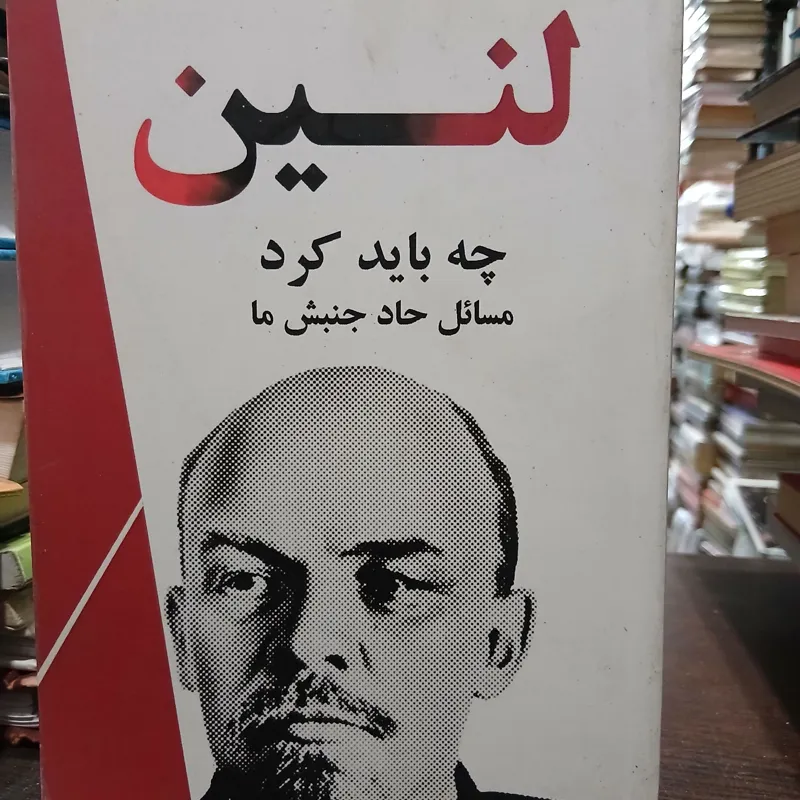 لنین
چه باید کرد
مسائل حاد جنبش ما